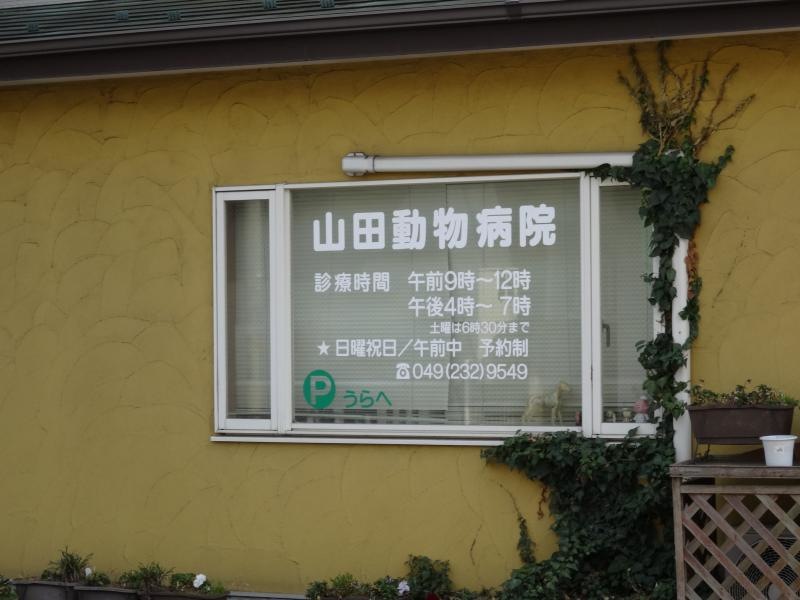 山田動物病院
診療時間 午前9時～12時
午後4時～7時
土曜は6時30分まで
★日曜祝日／午前中 予約制
☎049(232)9549
P うらへ